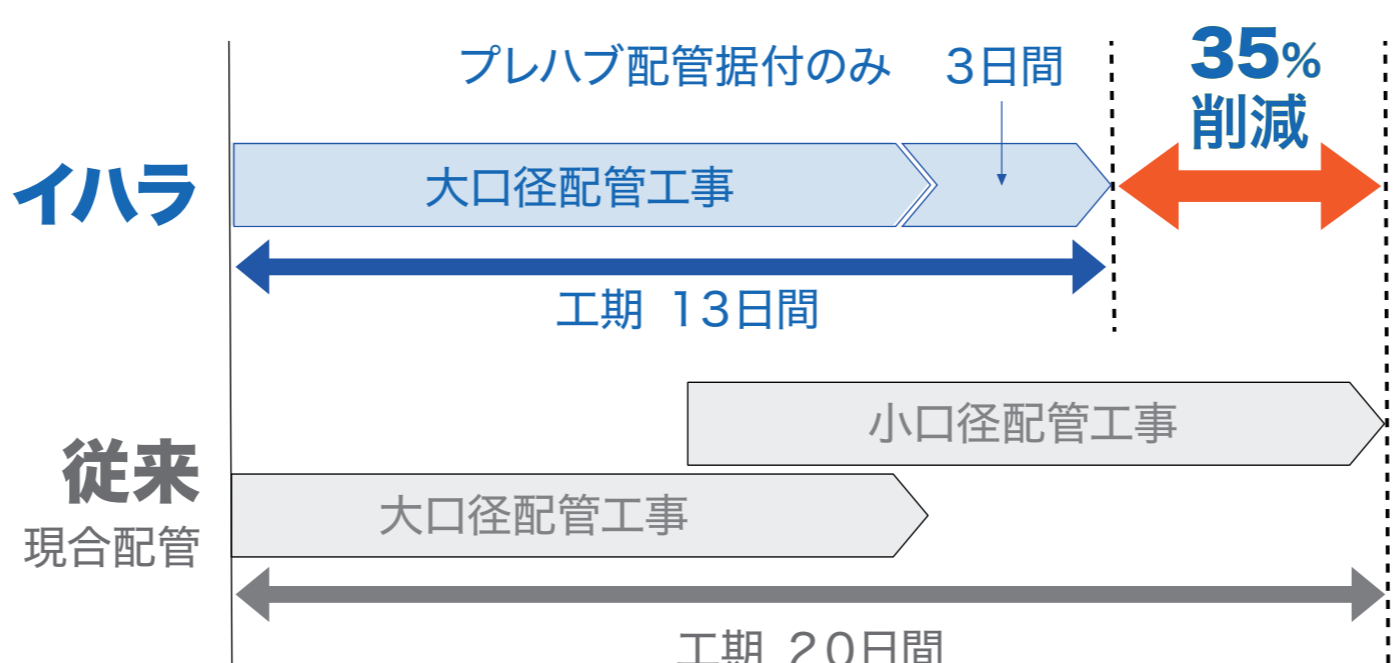 プレハブ配管据付のみ 3日間
35%
削減
イハラ
大口径配管工事
工期 13日間
小口径配管工事
従来
大口径配管工事
現合配管
工期 20日間